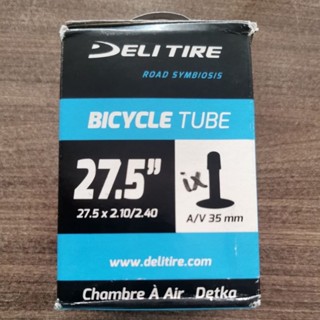 DELI TIRE
ROAD SYMBIOSIS
BICYCLE TUBE
27.5"
27.5 x 2.10/2.40
ix
A/V 35 mm
www.delitire.com
Chambre À Air Dętka